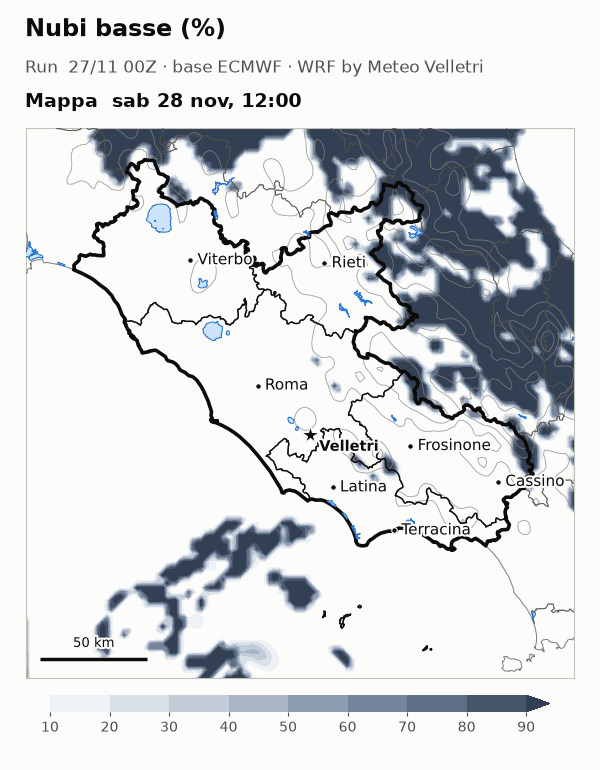 Nubi basse (%)
Run  27/11 00Z · base ECMWF · WRF by Meteo Velletri
Mappa  sab 28 nov, 12:00
Viterbo
Rieti
Roma
Velletri
Frosinone
Latina
Cassino
Terracina
50 km
10 20 30 40 50 60 70 80 90